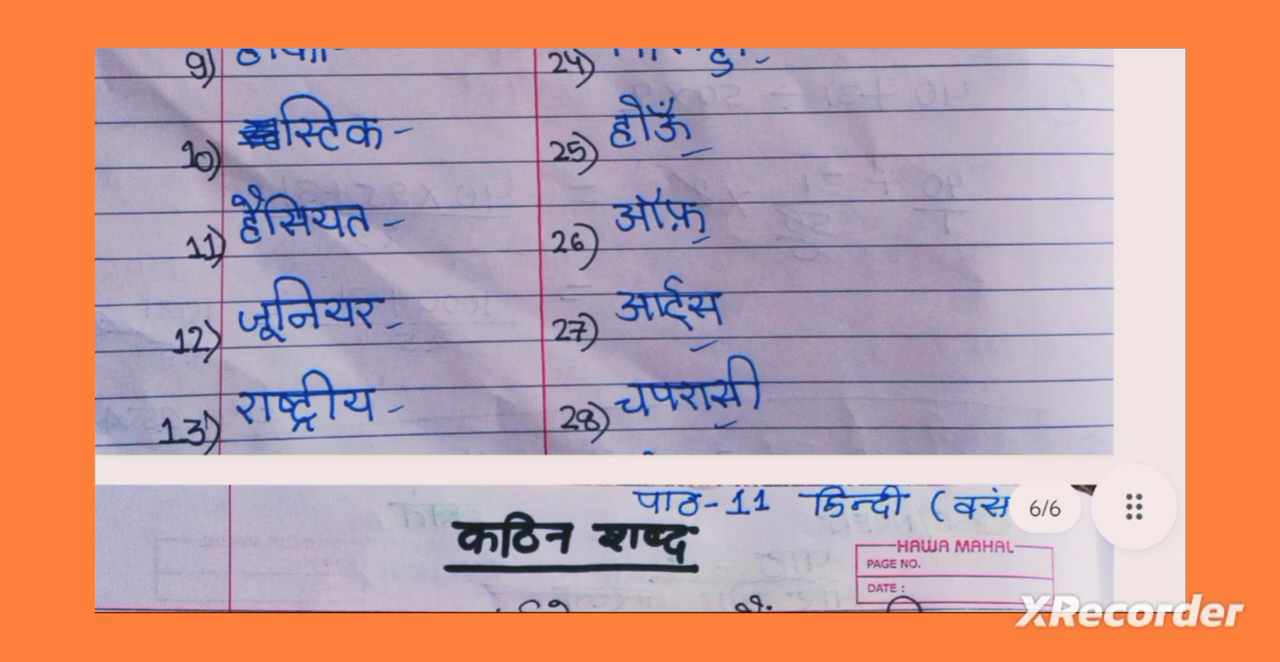 9)
24)
10) स्टिक-
25) हौऊँ
11) हैसियत-
26) ऑफ़
12) जूनियर-
27) आर्ट्स
13) राष्ट्रीय-
28) चपरासी
पाठ-11 हिन्दी (वसं
6/6
कठिन शब्द
HAWA MAHAL
PAGE NO.
DATE :
XRecorder